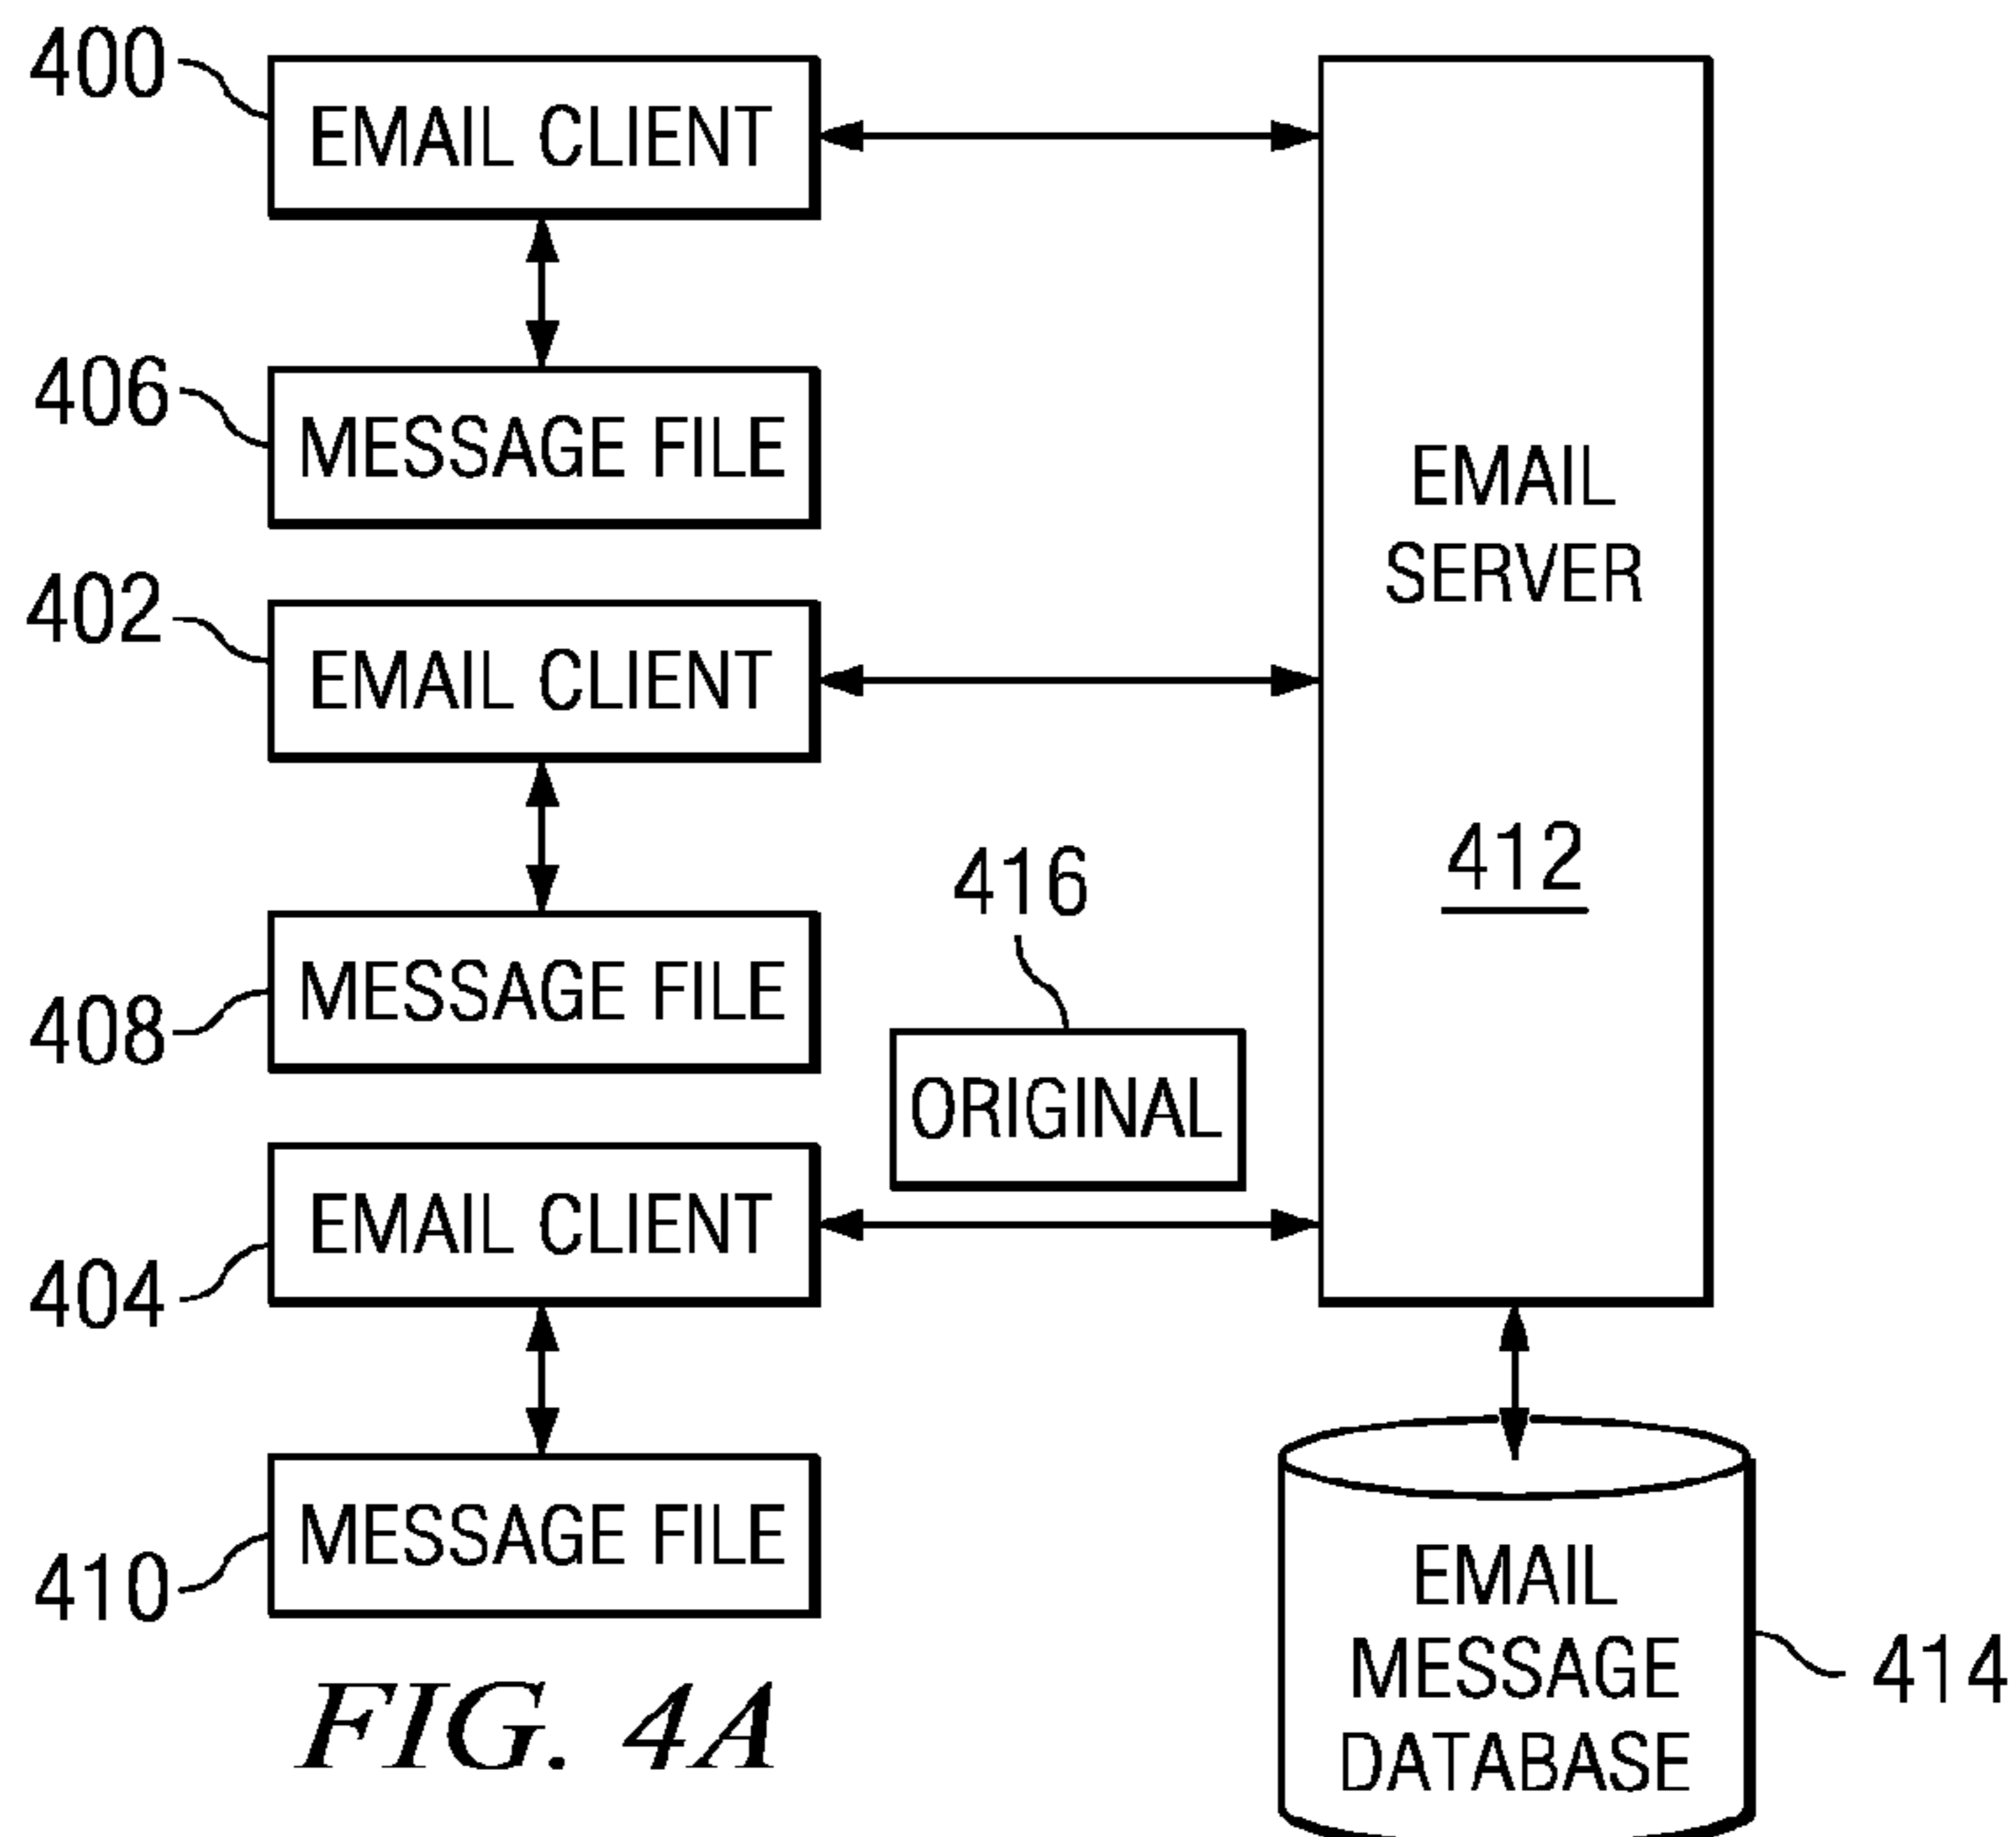 400
EMAIL CLIENT
406
MESSAGE FILE
402
EMAIL CLIENT
408
MESSAGE FILE
416
ORIGINAL
404
EMAIL CLIENT
410
MESSAGE FILE
EMAIL
SERVER
412
EMAIL
MESSAGE
DATABASE
414
FIG. 4A